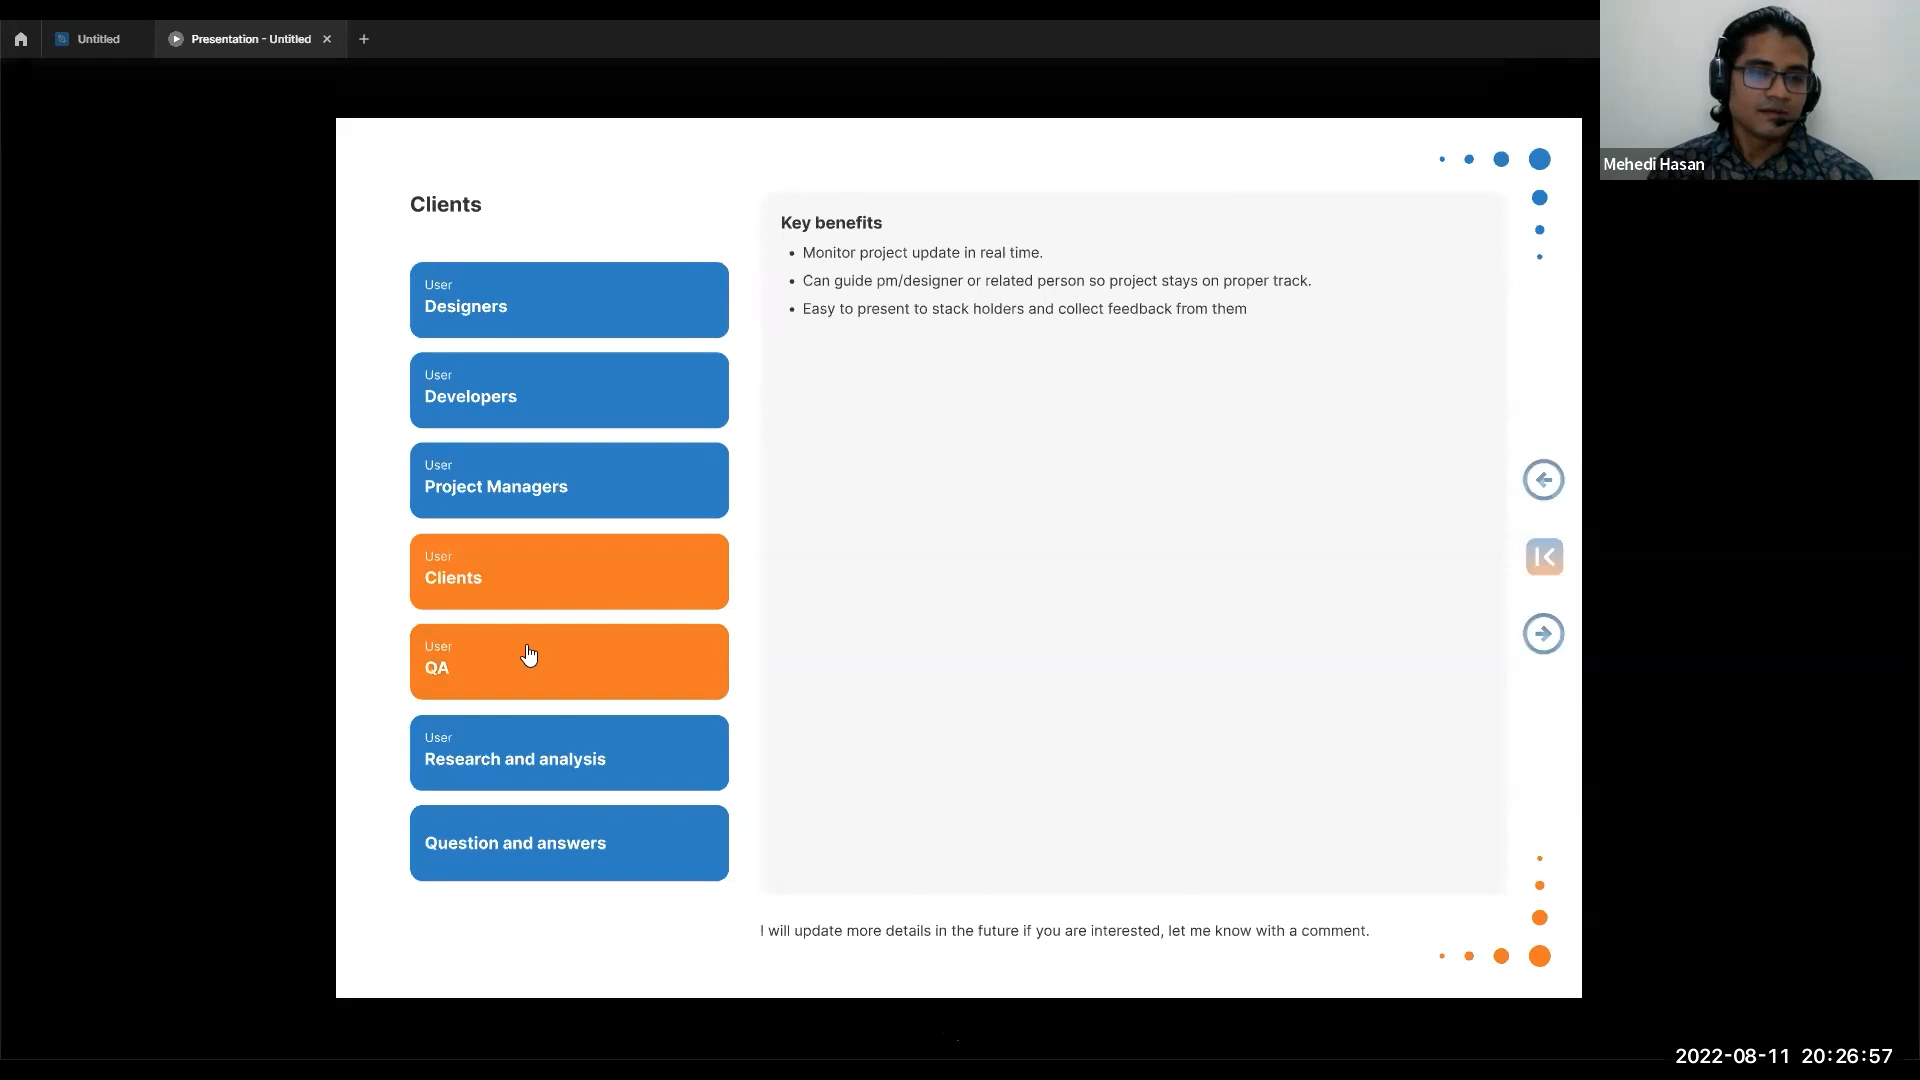 Untitled
Presentation - Untitled
Mehedi Hasan
Clients
User
Designers
User
Developers
User
Project Managers
User
Clients
User
QA
User
Research and analysis
Question and answers
Key benefits
• Monitor project update in real time.
• Can guide pm/designer or related person so project stays on proper track.
• Easy to present to stack holders and collect feedback from them
I will update more details in the future if you are interested, let me know with a comment.
2022-08-11 20:26:57